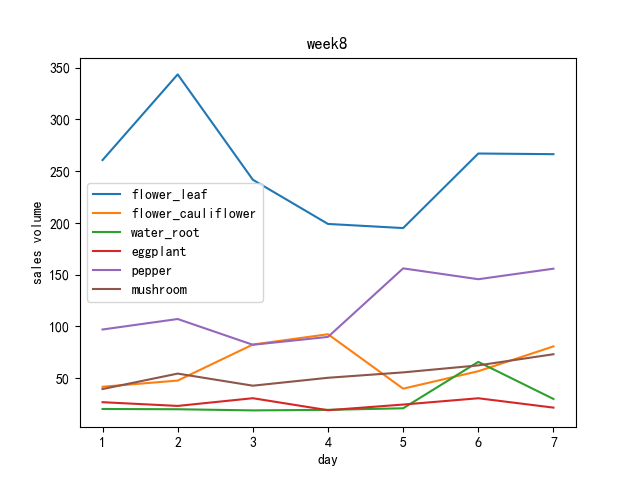 week8
350
300
250
200
150
100
50
sales volume
flower_leaf
flower_cauliflower
water_root
eggplant
pepper
mushroom
1 2 3 4 5 6 7
day